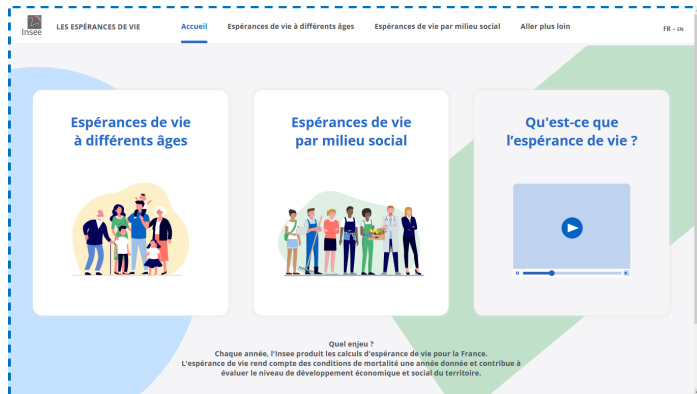 Insee
LES ESPÉRANCES DE VIE
Accueil
Espérances de vie à différents âges
Espérances de vie par milieu social
Aller plus loin
FR - EN
Espérances de vie
à différents âges
Espérances de vie
par milieu social
Qu'est-ce que
l’espérance de vie ?
Quel enjeu ?
Chaque année, l'Insee produit les calculs d'espérance de vie pour la France.
L'espérance de vie rend compte des conditions de mortalité une année donnée et contribue à
évaluer le niveau de développement économique et social du territoire.